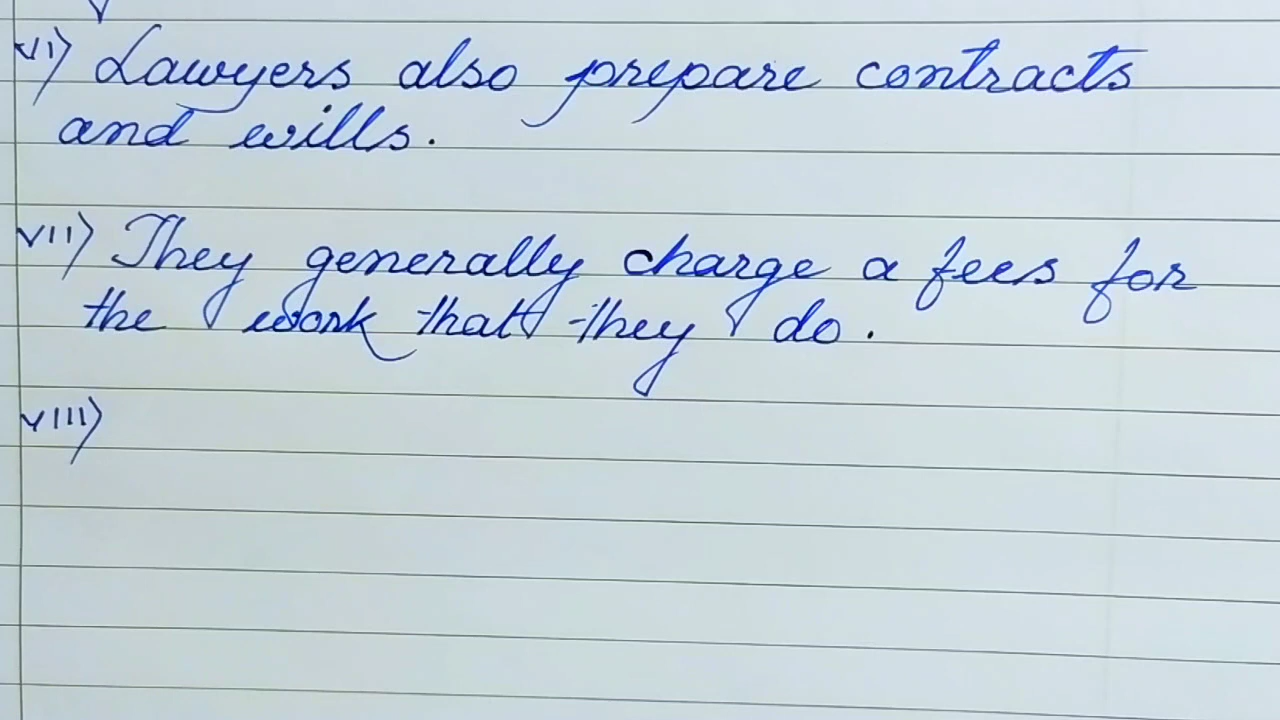 vi) Lawyers also prepare contracts
and wills.
vii) They generally charge a fees for
the work that they do.
viii)